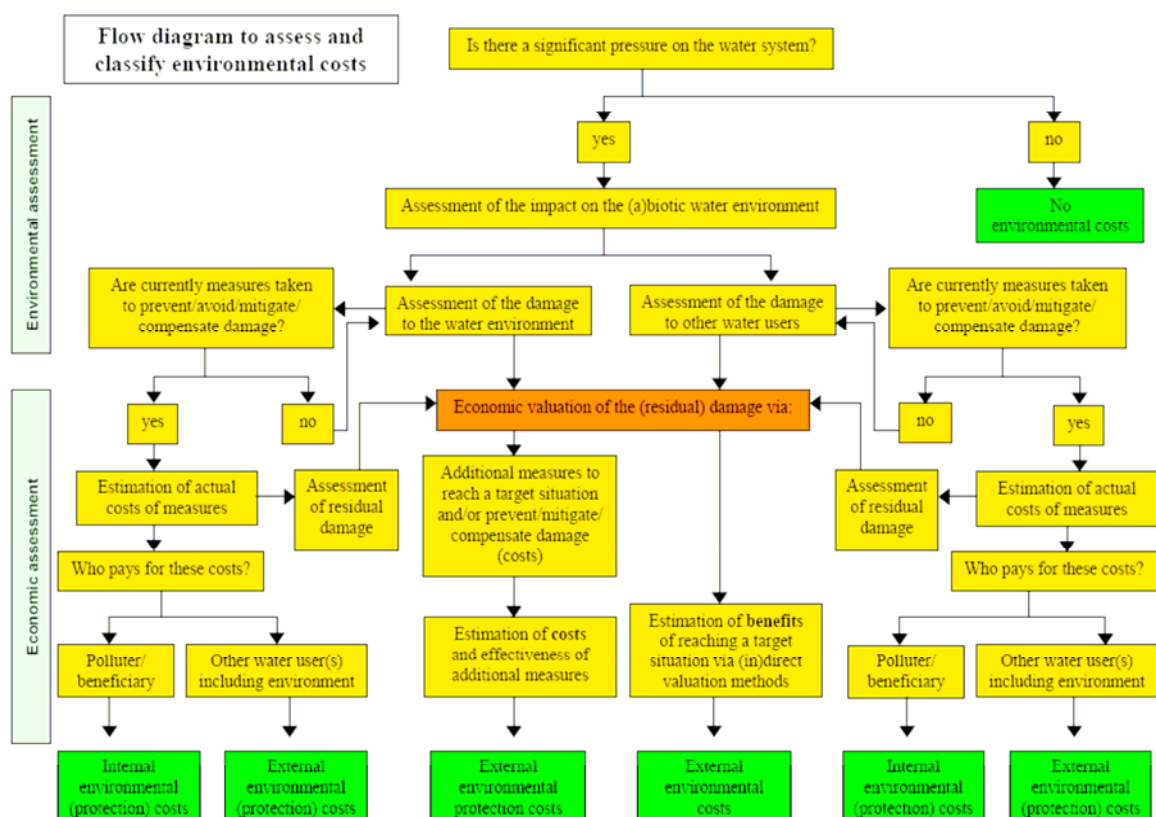 Flow diagram to assess and
classify environmental costs
Is there a significant pressure on the water system?
Environmental assessment
yes
no
Assessment of the impact on the (a)biotic water environment
No
environmental costs
Are currently measures taken
to prevent/avoid/mitigate/
compensate damage?
Assessment of the damage
to the water environment
Assessment of the damage
to other water users
Are currently measures taken
to prevent/avoid/mitigate/
compensate damage?
Economic assessment
yes
no
Economic valuation of the (residual) damage via:
no
yes
Estimation of actual
costs of measures
Assessment
of residual
damage
Additional measures to
reach a target situation
and/or prevent/mitigate/
compensate damage
(costs)
Assessment
of residual
damage
Estimation of actual
costs of measures
Who pays for these costs?
Who pays for these costs?
Polluter/
beneficiary
Other water user(s)
including environment
Estimation of costs
and effectiveness of
additional measures
Estimation of benefits
of reaching a target
situation via (in)direct
valuation methods
Polluter/
beneficiary
Other water user(s)
including environment
Internal
environmental
(protection) costs
External
environmental
(protection) costs
External
environmental
protection costs
External
environmental
costs
Internal
environmental
(protection) costs
External
environmental
(protection) costs